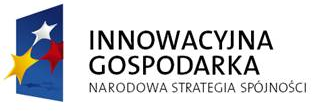 INNOWACYJNA
GOSPODARKA
NARODOWA STRATEGIA SPÓJNOŚCI